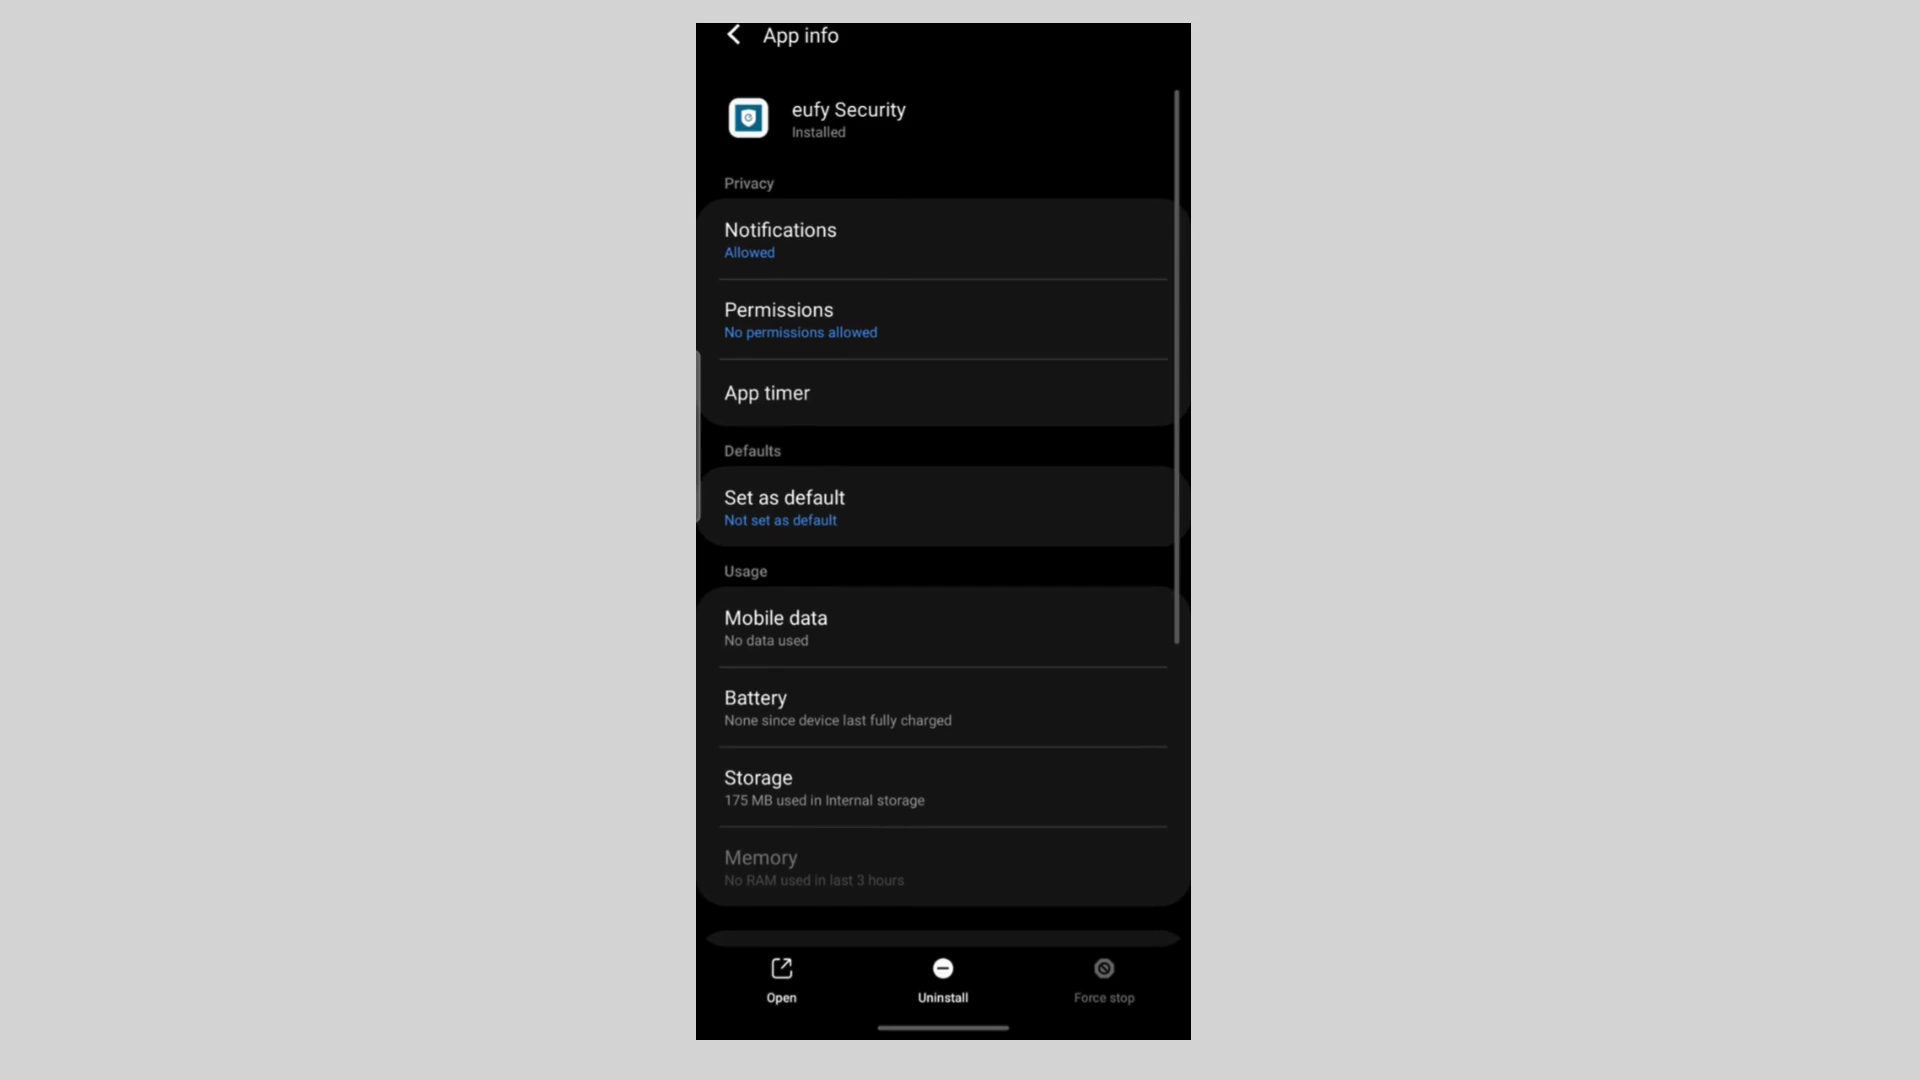 App info
eufy Security
Installed
Privacy
Notifications
Allowed
Permissions
No permissions allowed
App timer
Defaults
Set as default
Not set as default
Usage
Mobile data
No data used
Battery
None since device last fully charged
Storage
175 MB used in Internal storage
Memory
No RAM used in last 3 hours
Open
Uninstall
Force stop